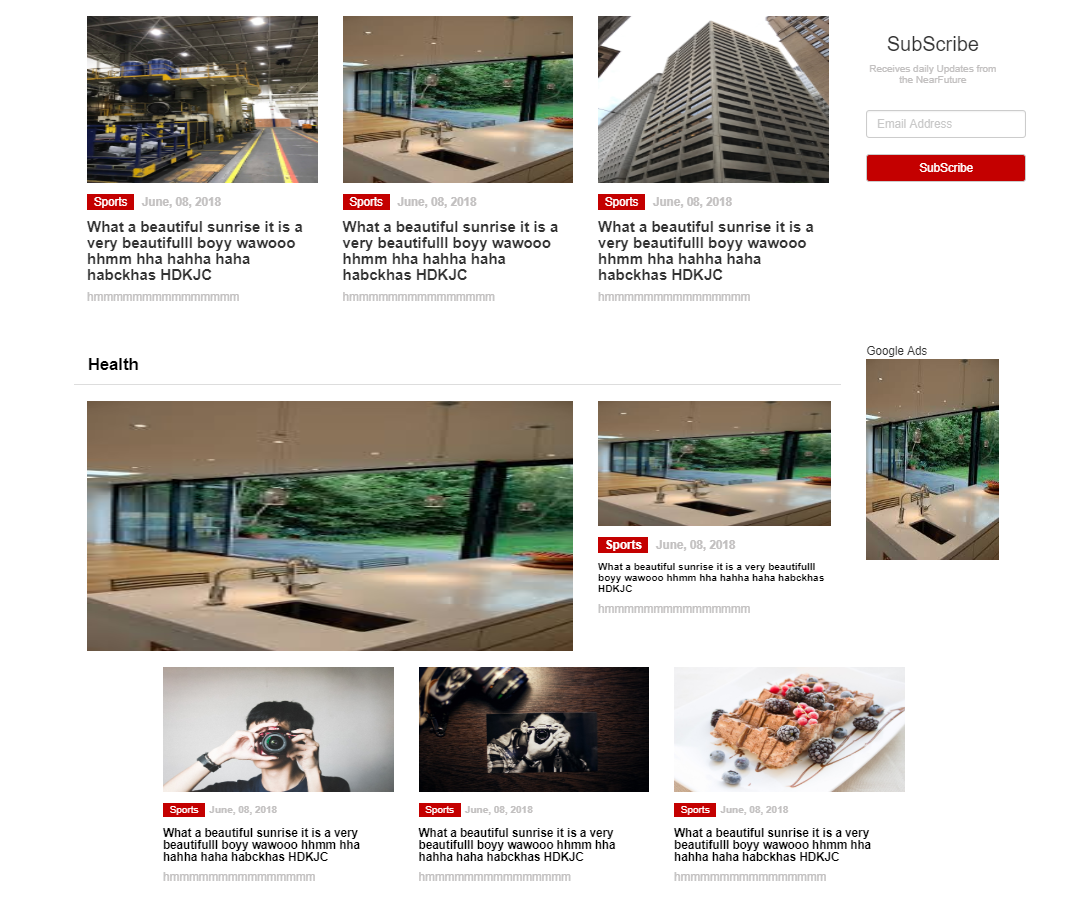 SubScribe
Receives daily Updates from
the NearFuture
Email Address
SubScribe
Sports June, 08, 2018
What a beautiful sunrise it is a
very beautifulll boyy wawooo
hhmm hha hahha haha
habckhas HDKJC
hmmmmmmmmmmmmmmmm
Sports June, 08, 2018
What a beautiful sunrise it is a
very beautifulll boyy wawooo
hhmm hha hahha haha
habckhas HDKJC
hmmmmmmmmmmmmmmmm
Sports June, 08, 2018
What a beautiful sunrise it is a
very beautifulll boyy wawooo
hhmm hha hahha haha
habckhas HDKJC
hmmmmmmmmmmmmmmmm
Health
Google Ads
Sports June, 08, 2018
What a beautiful sunrise it is a very beautifulll
boyy wawooo hhmm hha hahha haha habckhas
HDKJC
hmmmmmmmmmmmmmmmm
Sports June, 08, 2018
What a beautiful sunrise it is a very
beautifulll boyy wawooo hhmm hha
hahha haha habckhas HDKJC
hmmmmmmmmmmmmmmmm
Sports June, 08, 2018
What a beautiful sunrise it is a very
beautifulll boyy wawooo hhmm hha
hahha haha habckhas HDKJC
hmmmmmmmmmmmmmmmm
Sports June, 08, 2018
What a beautiful sunrise it is a very
beautifulll boyy wawooo hhmm hha
hahha haha habckhas HDKJC
hmmmmmmmmmmmmmmmm